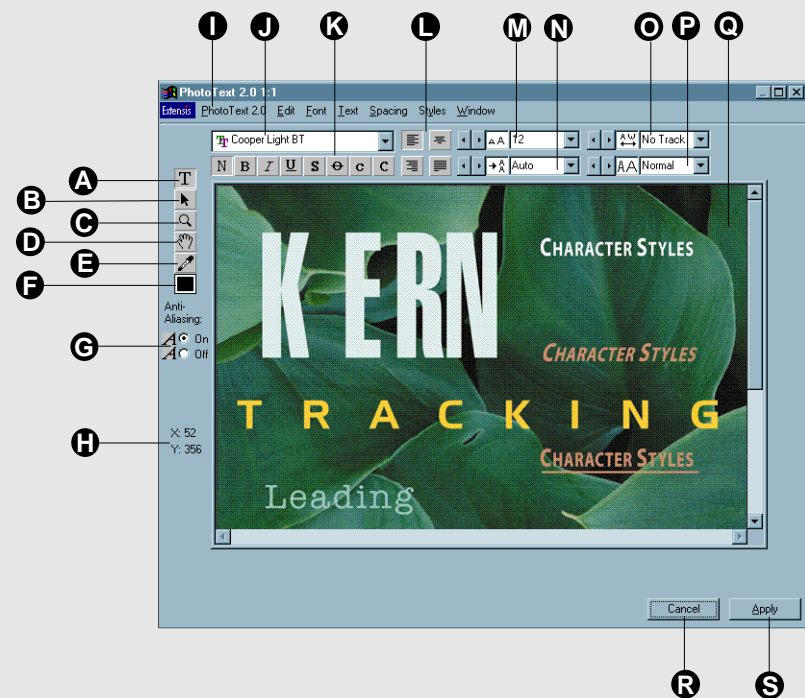 I J K L M N O P Q
PhotoText 2.0 1:1
Extensis PhotoText 2.0 Edit Font Text Spacing Styles Window
Cooper Light BT 12 No Track
N B I U S O c C Auto AA Normal
A T
B
C
D
E
F
Anti-
Aliasing:
G A On
A Off
H X: 52
Y: 356
KERN
CHARACTER STYLES
CHARACTER STYLES
TRACKING
CHARACTER STYLES
Leading
Cancel Apply
R S